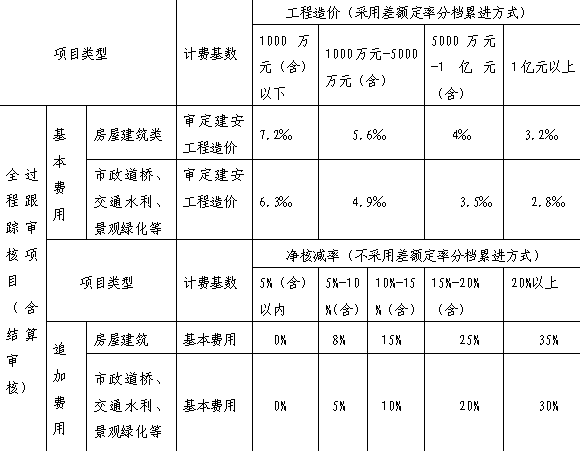 项目类型
计费基数
工程造价（采用差额定率分档累进方式）
1000 万
元（含）
以下
1000万元-5000
万元（含）
5000 万元
-1 亿 元
（含）
1亿元以上
全过
程跟
踪审
核项
目
（含
结算
审
核）
基
本
费
用
房屋建筑类
审定建安
工程造价
7.2‰
5.6‰
4‰
3.2‰
市政道桥、
交通水利、
景观绿化等
审定建安
工程造价
6.3‰
4.9‰
3.5‰
2.8‰
项目类型
计费基数
净核减率（不采用差额定率分档累进方式）
5%（含）
以内
5%-10
%(含)
10%-15
%（含）
15%-20%
（含）
20%以上
追
加
费
用
房屋建筑
基本费用
0%
8%
15%
25%
35%
市政道桥、
交通水利、
景观绿化等
基本费用
0%
5%
10%
20%
30%